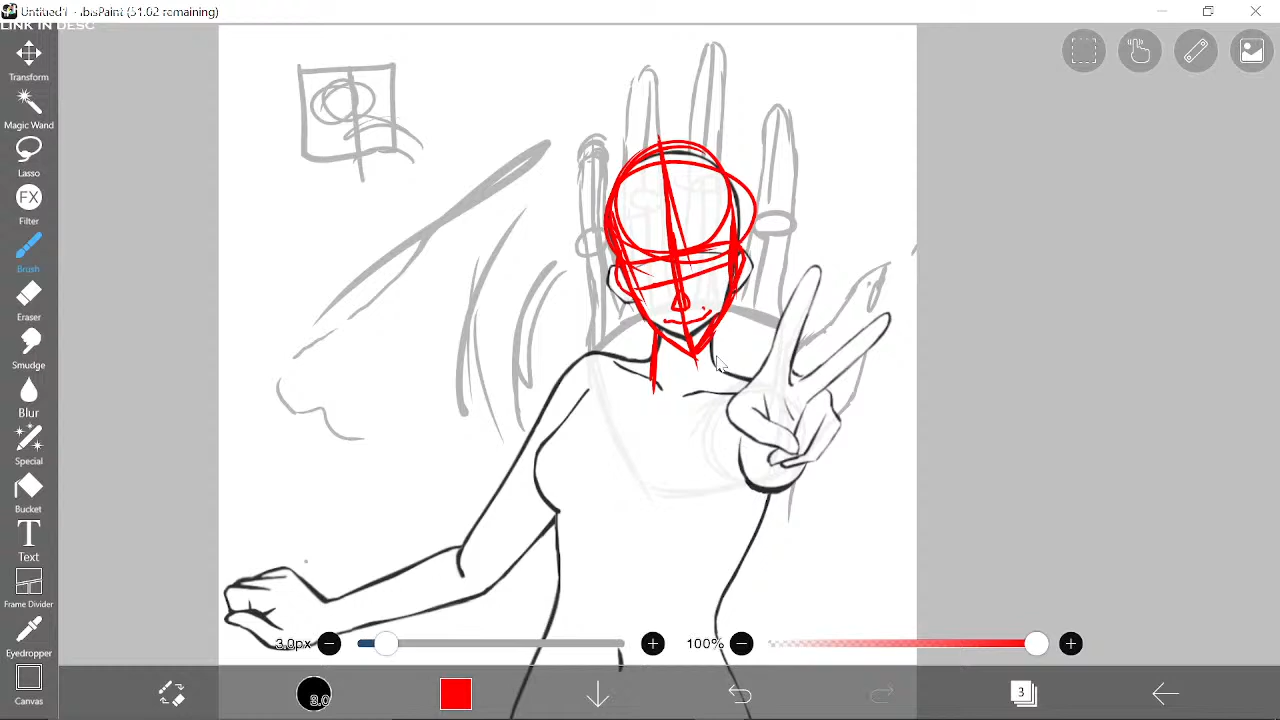 Untitled1 - ibisPaint (51:02 remaining)
LINK IN DESC
Transform
Magic Wand
Lasso
FX
Filter
Brush
Eraser
Smudge
Blur
Special
Bucket
T
Text
Frame Divider
Eyedropper
Canvas
3.0px
100%
3.0
3